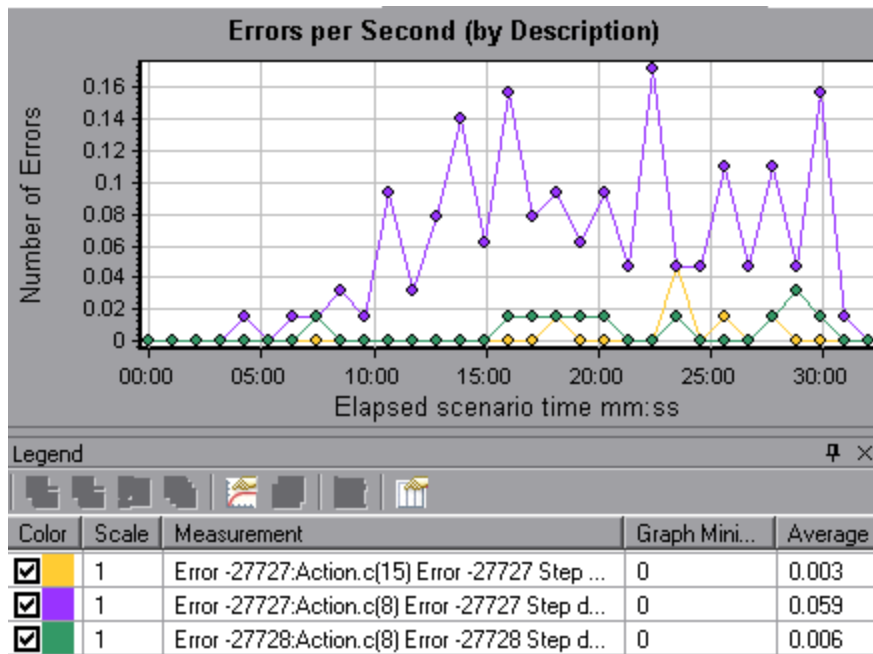 Errors per Second (by Description)
Number of Errors
0.16
0.14
0.12
0.1
0.08
0.06
0.04
0.02
0
00:00 05:00 10:00 15:00 20:00 25:00 30:00
Elapsed scenario time mm:ss
Legend
Color Scale Measurement Graph Mini... Average
1 Error -27727:Action.c(15) Error -27727 Step ... 0 0.003
1 Error -27727:Action.c(8) Error -27727 Step d... 0 0.059
1 Error -27728:Action.c(8) Error -27728 Step d... 0 0.006